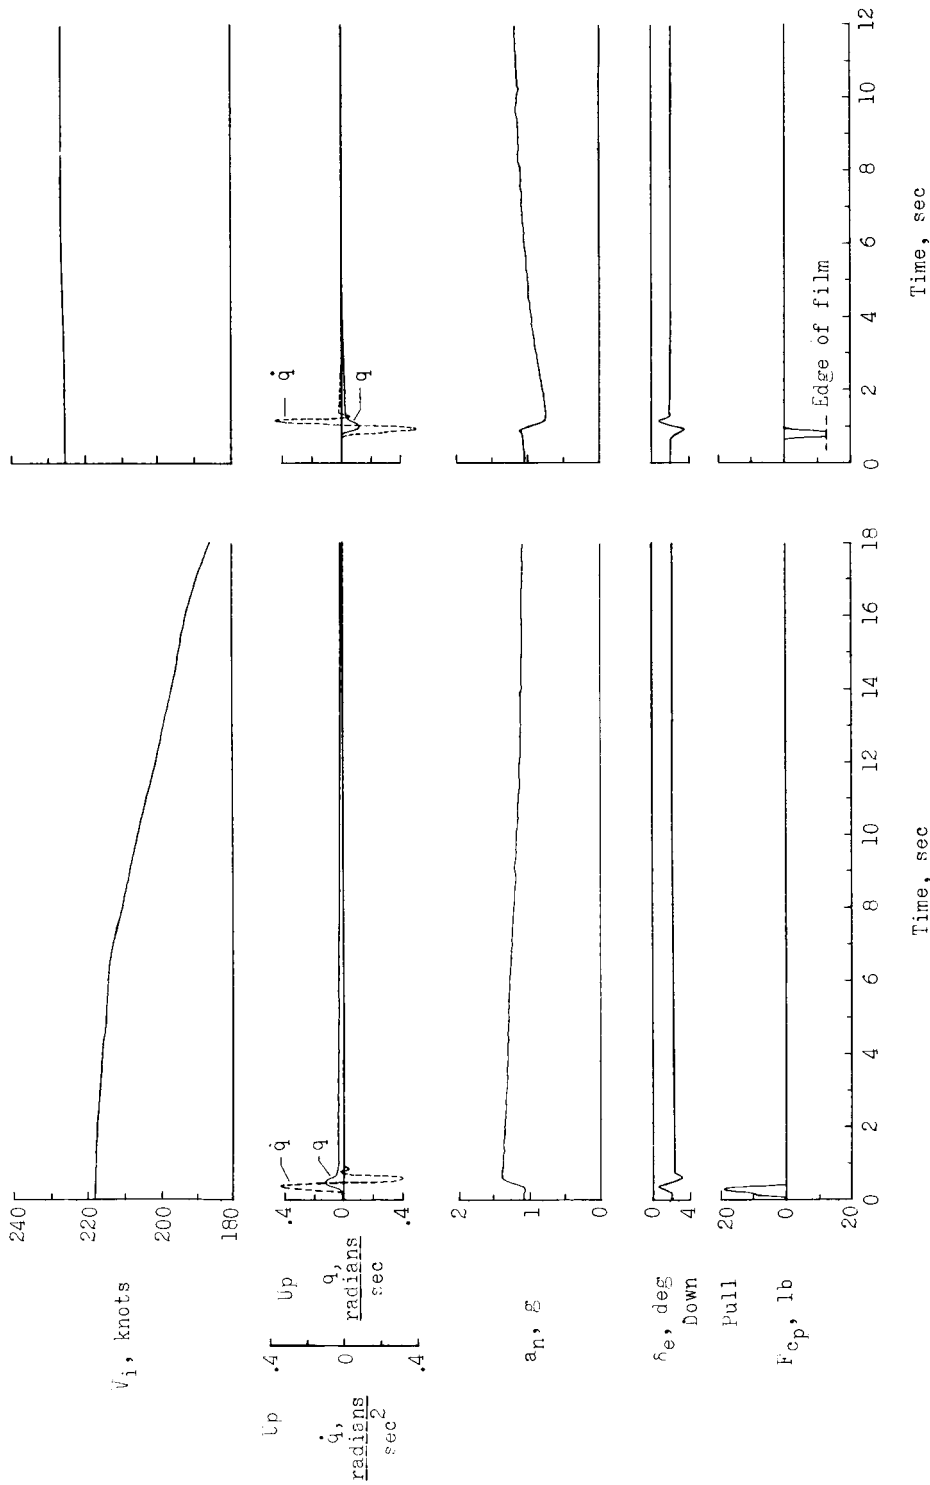 240
220
200
180
V_i, knots
Up
.4
0
.4
q̇,
radians
sec²
Up
.4
0
.4
q,
radians
sec
q̇
q
q̇
q
2
1
0
a_n, g
0
4
δ_e, deg
Down
Pull
20
0
20
F_cp, lb
Edge of film
0 2 4 6 8 10 12 14 16 18
Time, sec
0 2 4 6 8 10 12
Time, sec